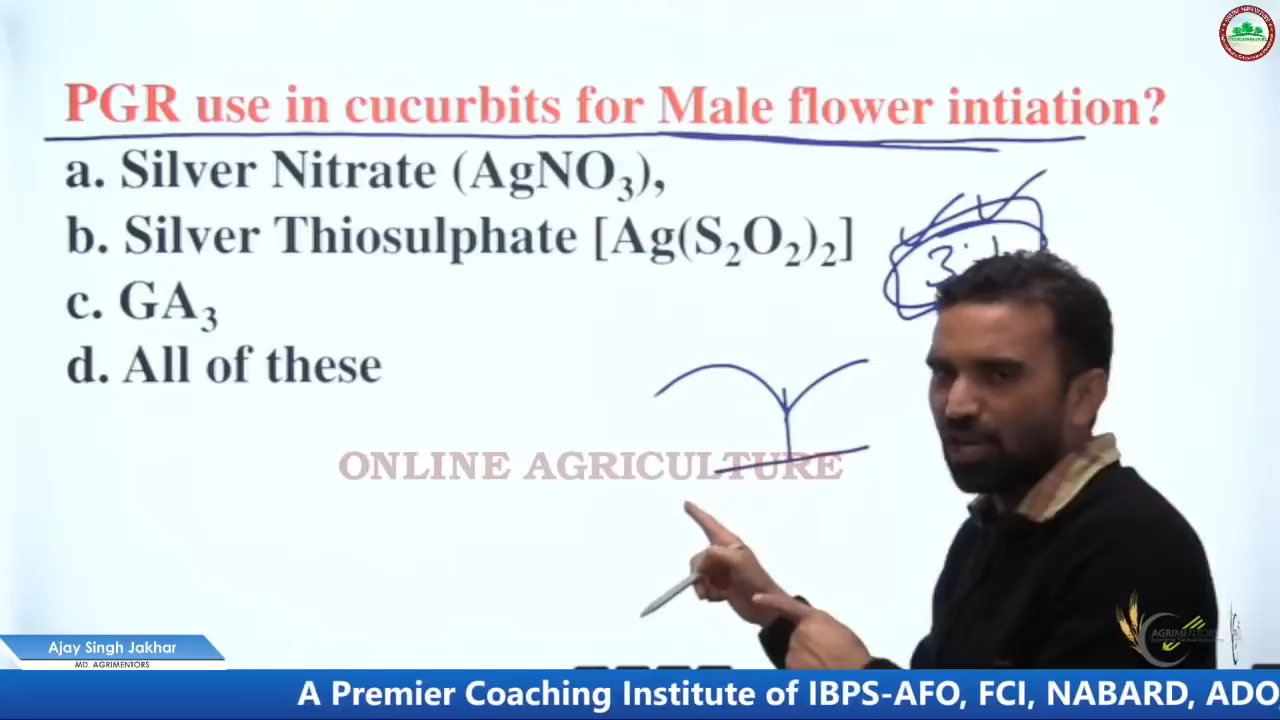 PGR use in cucurbits for Male flower intiation?
a. Silver Nitrate (AgNO₃),
b. Silver Thiosulphate [Ag(S₂O₂)₂]
c. GA₃
d. All of these
ONLINE AGRICULTURE
AGRIMENTORS
Ajay Singh Jakhar
MD. AGRIMENTORS
A Premier Coaching Institute of IBPS-AFO, FCI, NABARD, ADO,